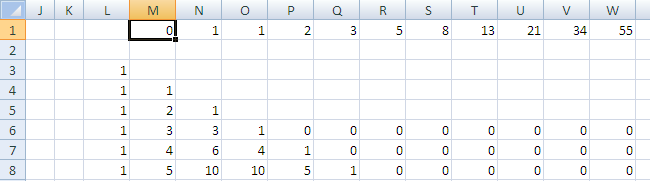 J K L M N O P Q R S T U V W
1 0 1 1 2 3 5 8 13 21 34 55
2
3 1
4 1 1
5 1 2 1
6 1 3 3 1 0 0 0 0 0 0 0 0
7 1 4 6 4 1 0 0 0 0 0 0 0
8 1 5 10 10 5 1 0 0 0 0 0 0